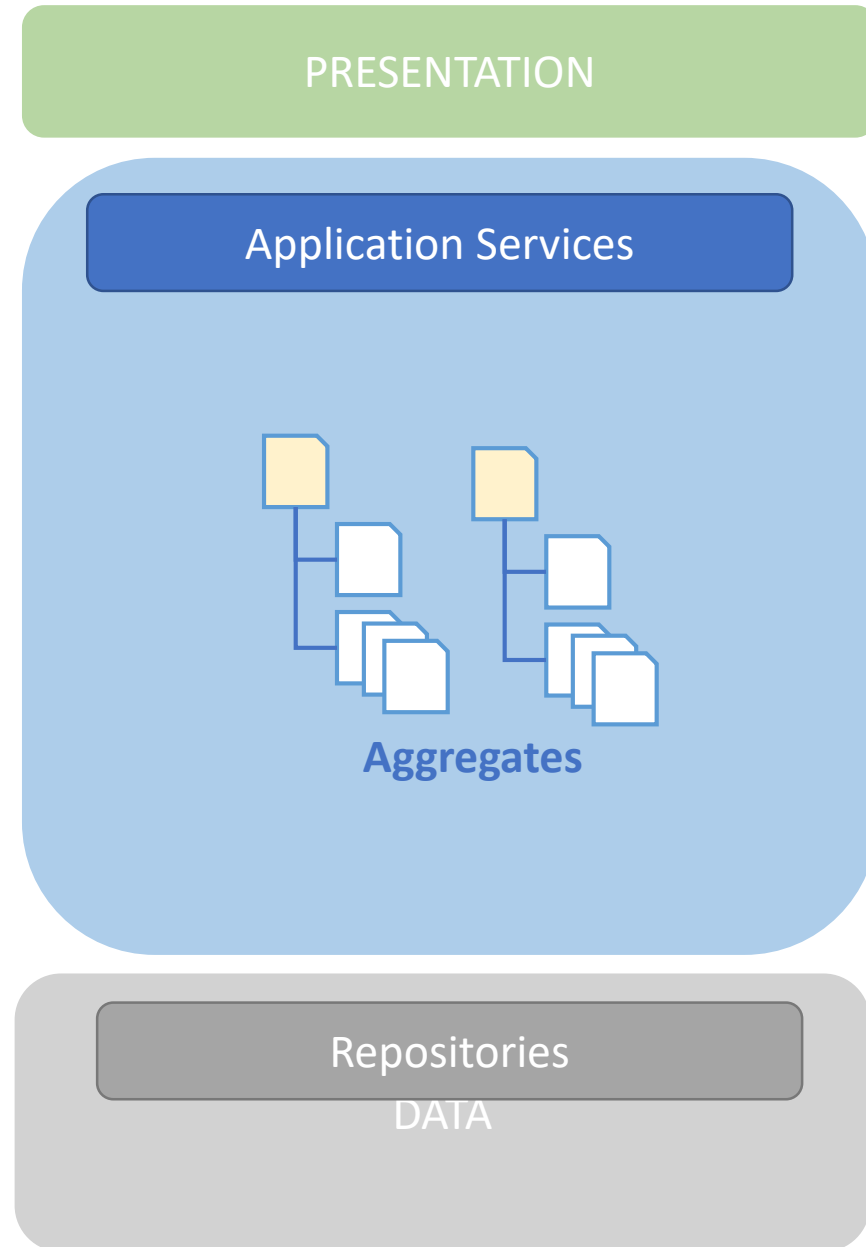 PRESENTATION
Application Services
Aggregates
Repositories
DATA